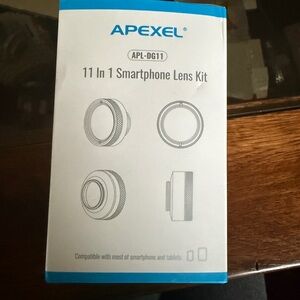 APEXEL®
APL-DG11
11 In 1 Smartphone Lens Kit
Compatible with most of smartphone and tablets.